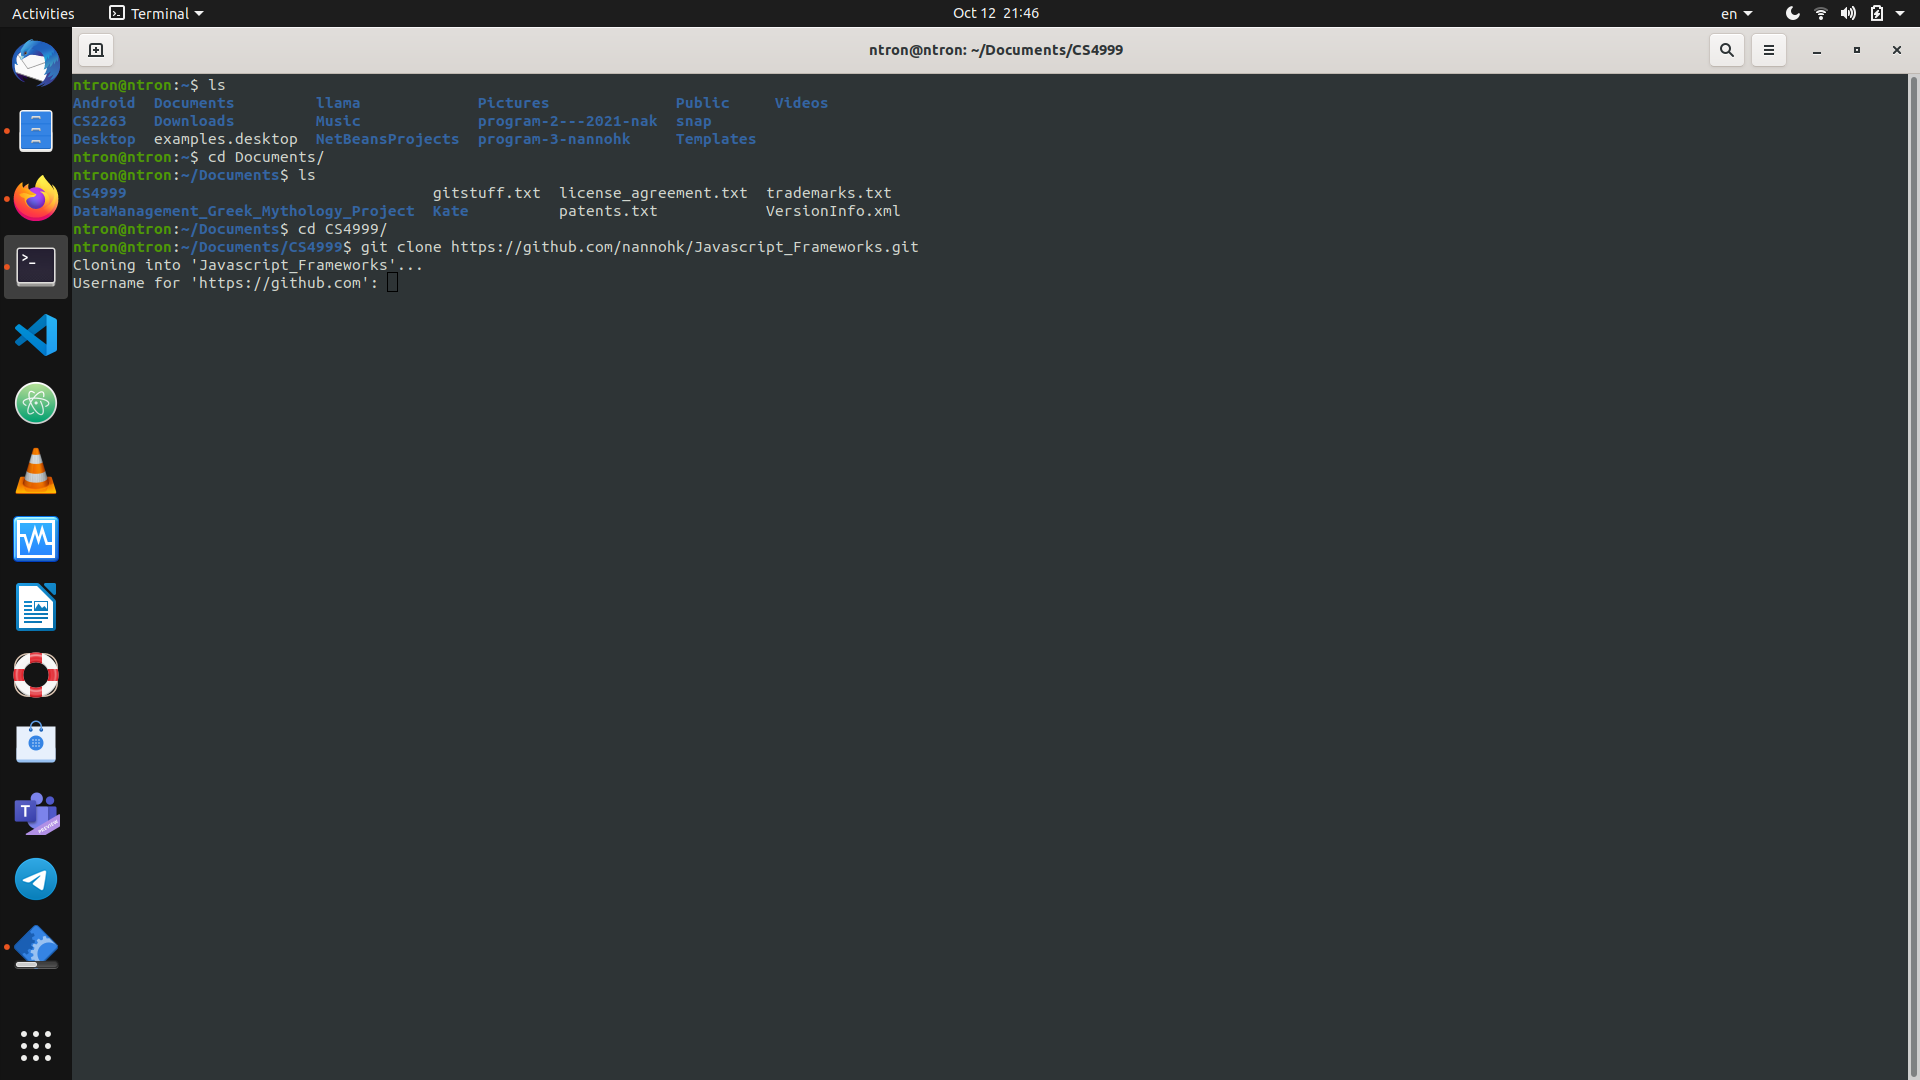 Activities Terminal Oct 12 21:46 en
ntron@ntron: ~/Documents/CS4999
ntron@ntron:~$ ls
Android Documents llama Pictures Public Videos
CS2263 Downloads Music program-2---2021-nak snap
Desktop examples.desktop NetBeansProjects program-3-nannohk Templates
ntron@ntron:~$ cd Documents/
ntron@ntron:~/Documents$ ls
CS4999 gitstuff.txt license_agreement.txt trademarks.txt
DataManagement_Greek_Mythology_Project Kate patents.txt VersionInfo.xml
ntron@ntron:~/Documents$ cd CS4999/
ntron@ntron:~/Documents/CS4999$ git clone https://github.com/nannohk/Javascript_Frameworks.git
Cloning into 'Javascript_Frameworks'...
Username for 'https://github.com':
T
PREVIEW